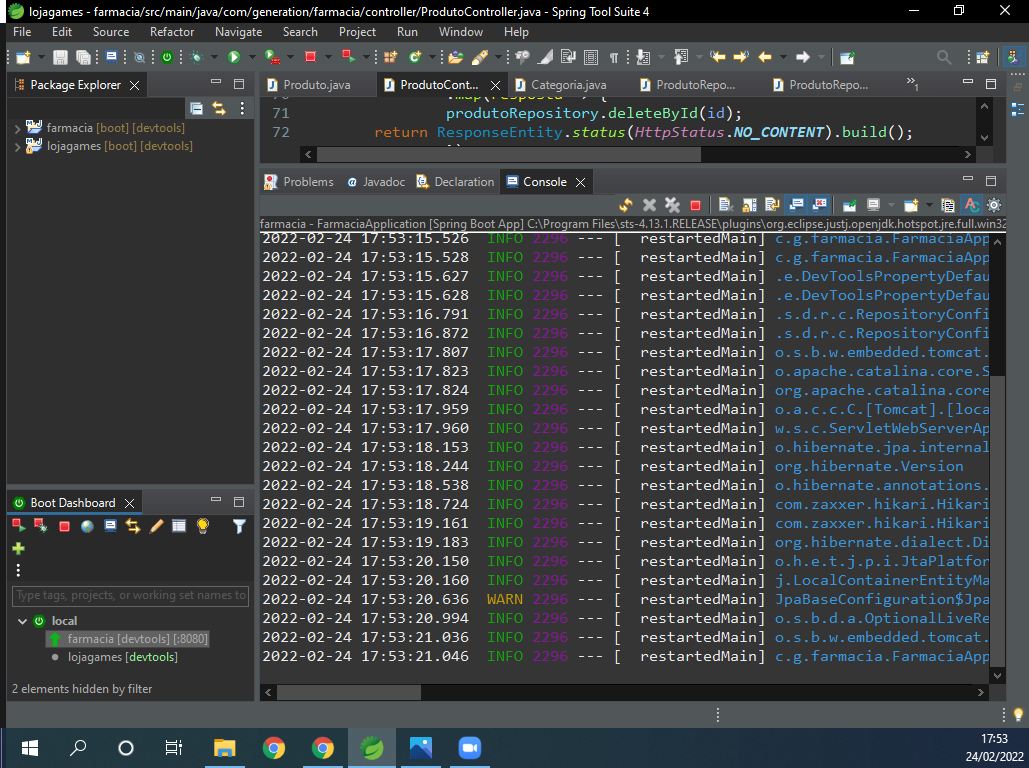 lojagames - farmacia/src/main/java/com/generation/farmacia/controller/ProdutoController.java - Spring Tool Suite 4
File Edit Source Refactor Navigate Search Project Run Window Help
Package Explorer
farmacia [boot] [devtools]
lojagames [boot] [devtools]
Produto.java ProdutoCont... Categoria.java ProdutoRepo... ProdutoRepo... »1
71 produtoRepository.deleteById(id);
72 return ResponseEntity.status(HttpStatus.NO_CONTENT).build();
Problems @ Javadoc Declaration Console
farmacia - FarmaciaApplication [Spring Boot App] C:\Program Files\sts-4.13.1.RELEASE\plugins\org.eclipse.justj.openjdk.hotspot.jre.full.win32
2022-02-24 17:53:15.526 INFO 2296 --- [ restartedMain] c.g.farmacia.FarmaciaApp
2022-02-24 17:53:15.528 INFO 2296 --- [ restartedMain] c.g.farmacia.FarmaciaApp
2022-02-24 17:53:15.627 INFO 2296 --- [ restartedMain] .e.DevToolsPropertyDefau
2022-02-24 17:53:15.628 INFO 2296 --- [ restartedMain] .e.DevToolsPropertyDefau
2022-02-24 17:53:16.791 INFO 2296 --- [ restartedMain] .s.d.r.c.RepositoryConfi
2022-02-24 17:53:16.872 INFO 2296 --- [ restartedMain] .s.d.r.c.RepositoryConfi
2022-02-24 17:53:17.807 INFO 2296 --- [ restartedMain] o.s.b.w.embedded.tomcat.
2022-02-24 17:53:17.823 INFO 2296 --- [ restartedMain] o.apache.catalina.core.S
2022-02-24 17:53:17.824 INFO 2296 --- [ restartedMain] org.apache.catalina.core
2022-02-24 17:53:17.959 INFO 2296 --- [ restartedMain] o.a.c.c.C.[Tomcat].[loca
2022-02-24 17:53:17.960 INFO 2296 --- [ restartedMain] w.s.c.ServletWebServerAp
2022-02-24 17:53:18.153 INFO 2296 --- [ restartedMain] o.hibernate.jpa.internal
2022-02-24 17:53:18.244 INFO 2296 --- [ restartedMain] org.hibernate.Version
2022-02-24 17:53:18.538 INFO 2296 --- [ restartedMain] o.hibernate.annotations.
2022-02-24 17:53:18.724 INFO 2296 --- [ restartedMain] com.zaxxer.hikari.Hikari
2022-02-24 17:53:19.161 INFO 2296 --- [ restartedMain] com.zaxxer.hikari.Hikari
2022-02-24 17:53:19.183 INFO 2296 --- [ restartedMain] org.hibernate.dialect.Di
2022-02-24 17:53:20.150 INFO 2296 --- [ restartedMain] o.h.e.t.j.p.i.JtaPlatfor
2022-02-24 17:53:20.160 INFO 2296 --- [ restartedMain] j.LocalContainerEntityMa
2022-02-24 17:53:20.636 WARN 2296 --- [ restartedMain] JpaBaseConfiguration$Jpa
2022-02-24 17:53:20.994 INFO 2296 --- [ restartedMain] o.s.b.d.a.OptionalLiveRe
2022-02-24 17:53:21.036 INFO 2296 --- [ restartedMain] o.s.b.w.embedded.tomcat.
2022-02-24 17:53:21.046 INFO 2296 --- [ restartedMain] c.g.farmacia.FarmaciaApp
Boot Dashboard
Type tags, projects, or working set names to
local
farmacia [devtools] [:8080]
lojagames [devtools]
2 elements hidden by filter
17:53
24/02/2022